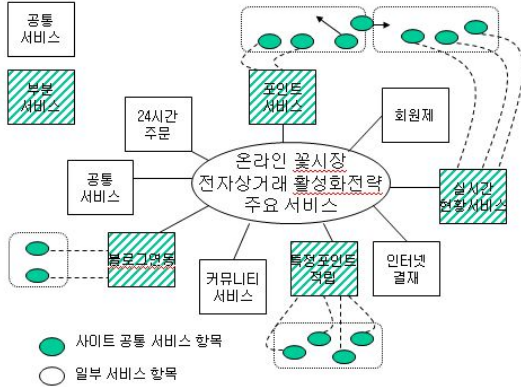 공통
서비스
부분
서비스
포인트
서비스
24시간
주문
회원제
온라인 꽃시장
전자상거래 활성화전략
주요 서비스
공통
서비스
실시간
현황서비스
블로그연동
커뮤니티
서비스
특정포인트
적립
인터넷
결재
사이트 공통 서비스 항목
일부 서비스 항목